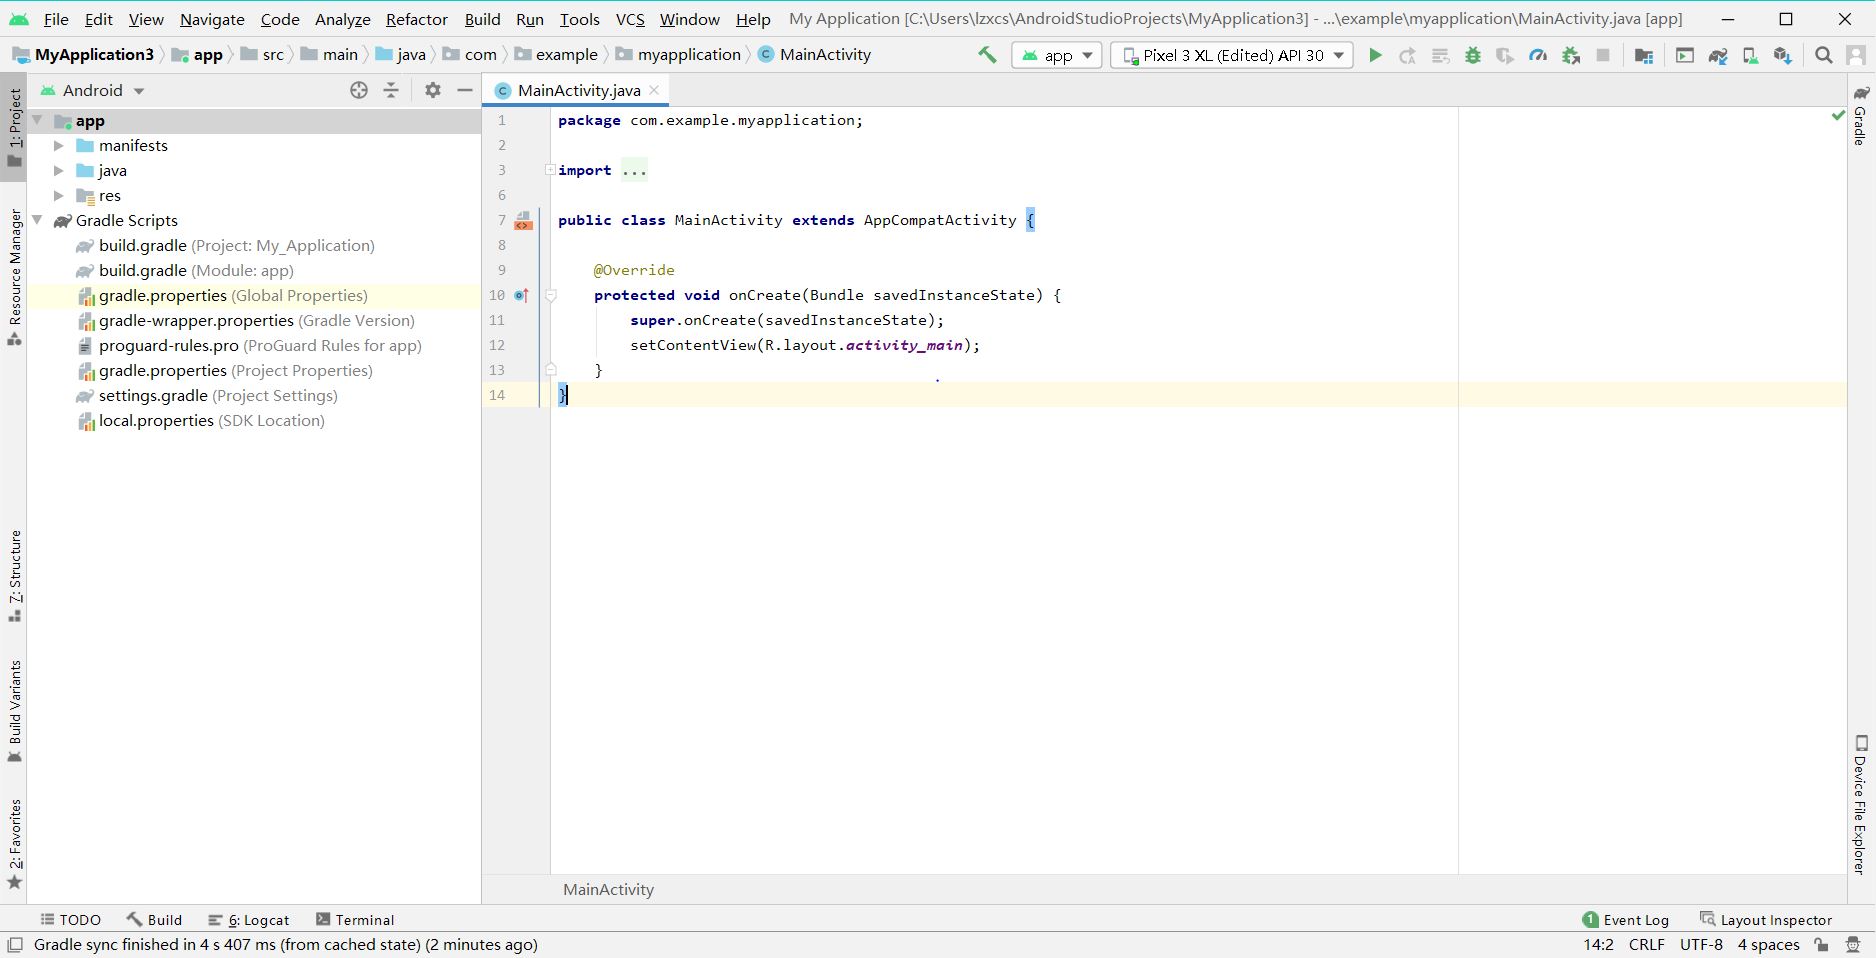 File Edit View Navigate Code Analyze Refactor Build Run Tools VCS Window Help My Application [C:\Users\lzxcs\AndroidStudioProjects\MyApplication3] - ...\example\myapplication\MainActivity.java [app]
MyApplication3 app src main java com example myapplication MainActivity app Pixel 3 XL (Edited) API 30
Android
MainActivity.java
1: Project
Resource Manager
7: Structure
Build Variants
2: Favorites
app
manifests
java
res
Gradle Scripts
build.gradle (Project: My_Application)
build.gradle (Module: app)
gradle.properties (Global Properties)
gradle-wrapper.properties (Gradle Version)
proguard-rules.pro (ProGuard Rules for app)
gradle.properties (Project Properties)
settings.gradle (Project Settings)
local.properties (SDK Location)
1 package com.example.myapplication;
2
3 import ...
6
7 public class MainActivity extends AppCompatActivity {
8
9 @Override
10 protected void onCreate(Bundle savedInstanceState) {
11 super.onCreate(savedInstanceState);
12 setContentView(R.layout.activity_main);
13 }
14 }
MainActivity
Gradle
Device File Explorer
TODO Build 6: Logcat Terminal 1 Event Log Layout Inspector
Gradle sync finished in 4 s 407 ms (from cached state) (2 minutes ago) 14:2 CRLF UTF-8 4 spaces